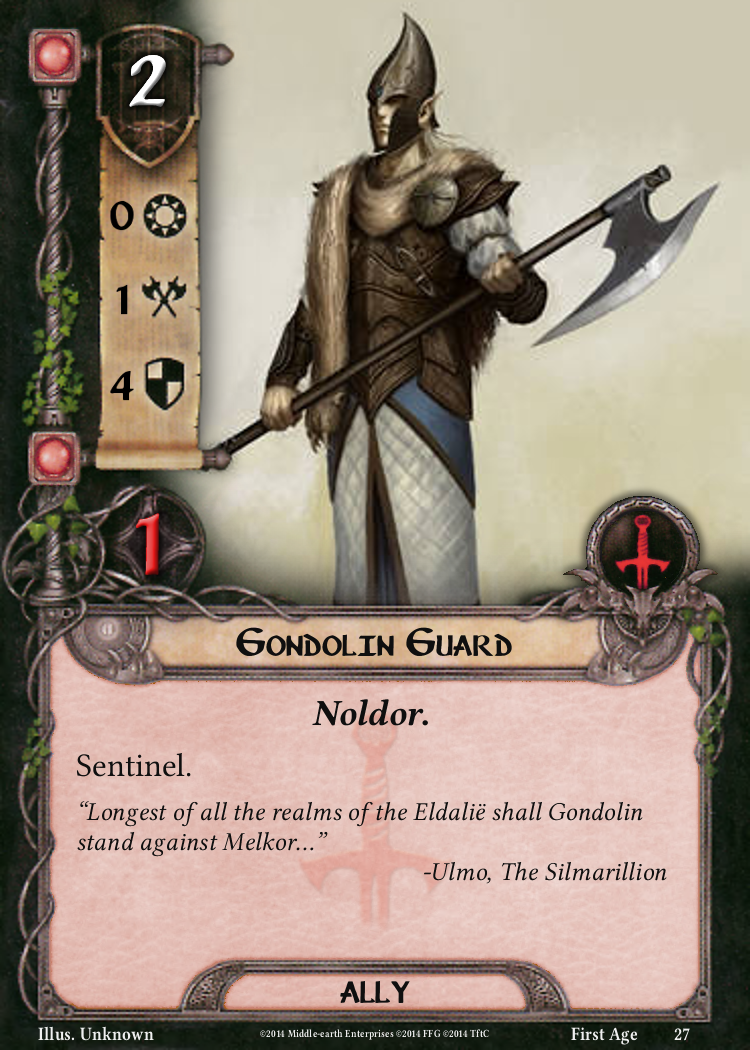 2
0
1
4
1
Gondolin Guard
Noldor.
Sentinel.
“Longest of all the realms of the Eldalië shall Gondolin
stand against Melkor...”
-Ulmo, The Silmarillion
Ally
Illus. Unknown ©2014 Middle-earth Enterprises ©2014 FFG ©2014 TftC First Age 27